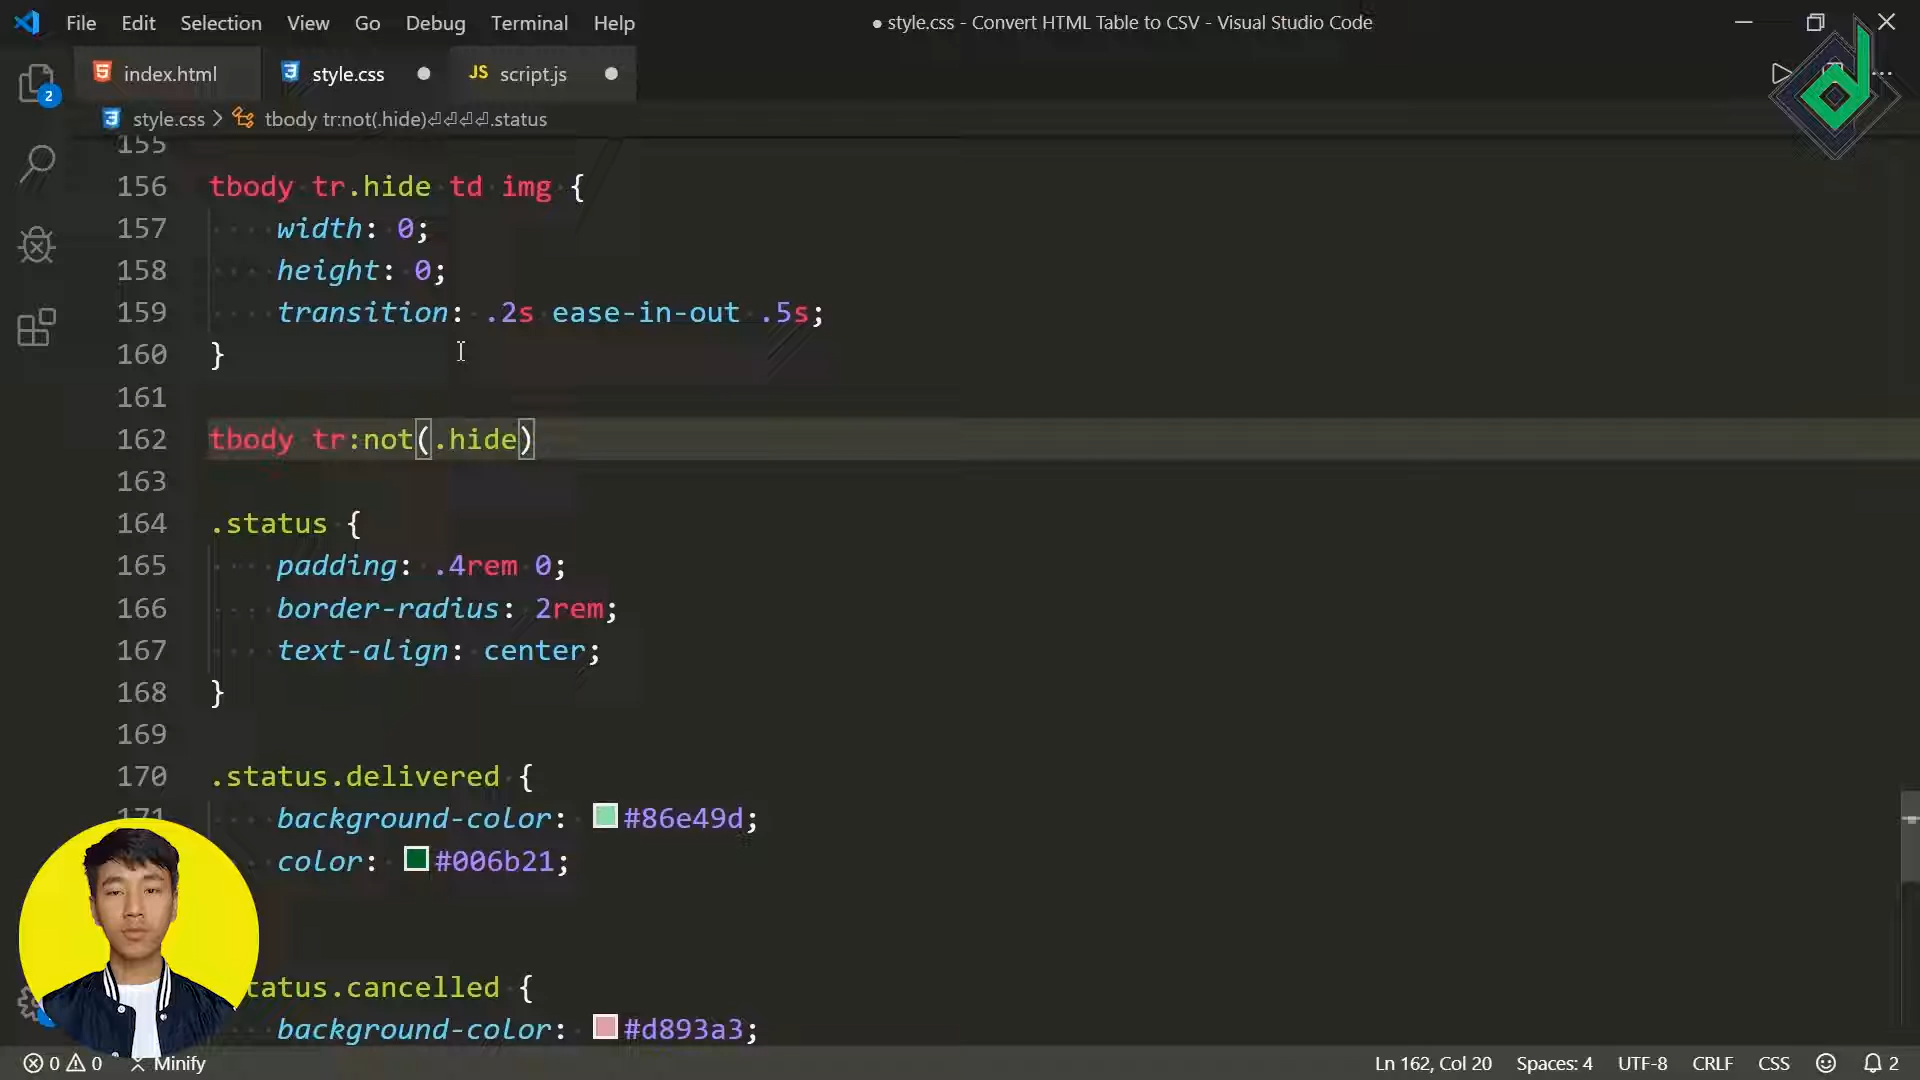 File Edit Selection View Go Debug Terminal Help ● style.css - Convert HTML Table to CSV - Visual Studio Code
index.html style.css JS script.js
2
style.css > tbody tr:not(.hide)⏎⏎⏎⏎.status
155
156 tbody tr.hide td img {
157 width: 0;
158 height: 0;
159 transition: .2s ease-in-out .5s;
160 }
161
162 tbody tr:not(.hide)
163
164 .status {
165 padding: .4rem 0;
166 border-radius: 2rem;
167 text-align: center;
168 }
169
170 .status.delivered {
171 background-color: #86e49d;
color: #006b21;
tatus.cancelled {
background-color: #d893a3;
0 0 Minify Ln 162, Col 20 Spaces: 4 UTF-8 CRLF CSS 2